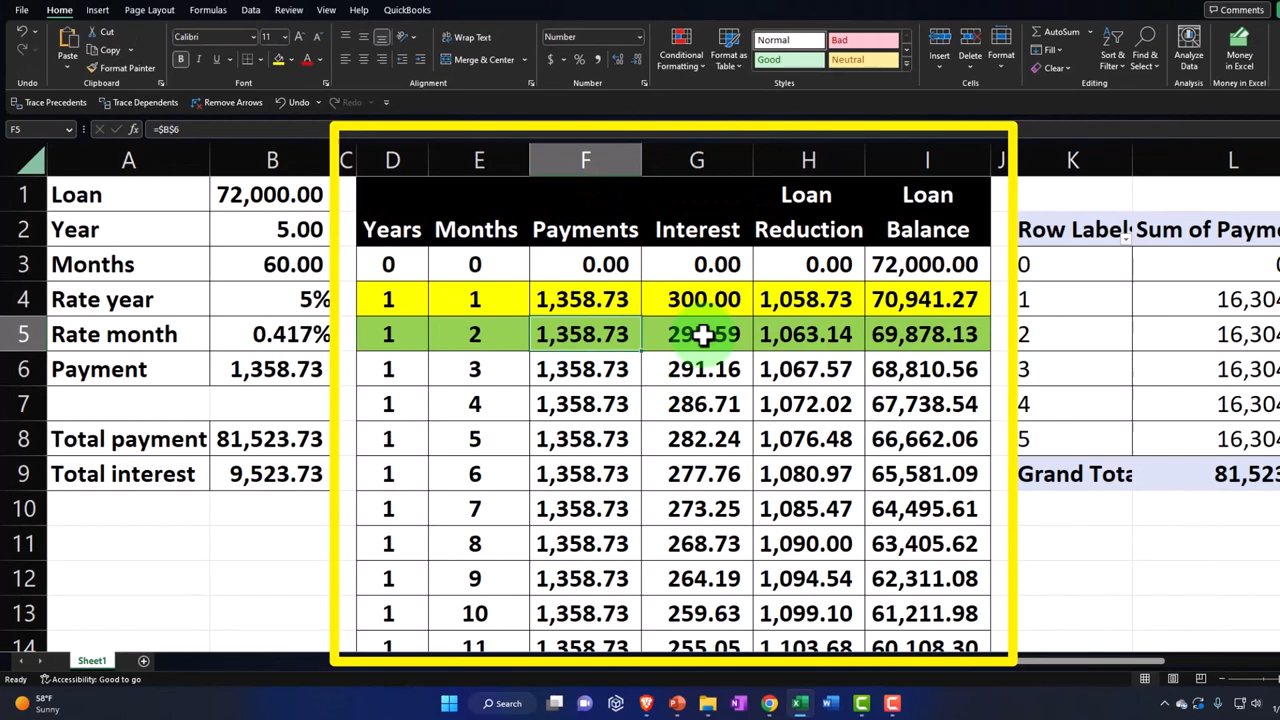 File Home Insert Page Layout Formulas Data Review View Help QuickBooks Comments
Cut Calibri 11 Wrap Text Number Normal Bad AutoSum
Paste Copy Conditional Formatting Format as Table Good Neutral Insert Delete Format Fill Sort & Find & Analyze Data Money in Excel
Format Painter B I U Merge & Center $ % Clear Filter Select
Undo Clipboard Font Alignment Number Styles Cells Editing Analysis Money in Excel
Trace Precedents Trace Dependents Remove Arrows Undo Redo
F5 fx =$B$6
A B C D E F G H I J K L
1 Loan 72,000.00 Loan Loan
2 Year 5.00 Years Months Payments Interest Reduction Balance Row Label Sum of Payme
3 Months 60.00 0 0 0.00 0.00 0.00 72,000.00 0
4 Rate year 5% 1 1 1,358.73 300.00 1,058.73 70,941.27 1 16,304
5 Rate month 0.417% 1 2 1,358.73 1,063.14 69,878.13 2 16,304
6 Payment 1,358.73 1 3 1,358.73 291.16 1,067.57 68,810.56 3 16,304
7 1 4 1,358.73 286.71 1,072.02 67,738.54 4 16,304
8 Total payment 81,523.73 1 5 1,358.73 282.24 1,076.48 66,662.06 5 16,304
9 Total interest 9,523.73 1 6 1,358.73 277.76 1,080.97 65,581.09 Grand Tota 81,523
10 1 7 1,358.73 273.25 1,085.47 64,495.61
11 1 8 1,358.73 268.73 1,090.00 63,405.62
12 1 9 1,358.73 264.19 1,094.54 62,311.08
13 1 10 1,358.73 259.63 1,099.10 61,211.98
14 1 11 1,358.73 255.05 1,103.68 60,108.30
Sheet1
Ready Accessibility: Good to go
58°F
Sunny Search